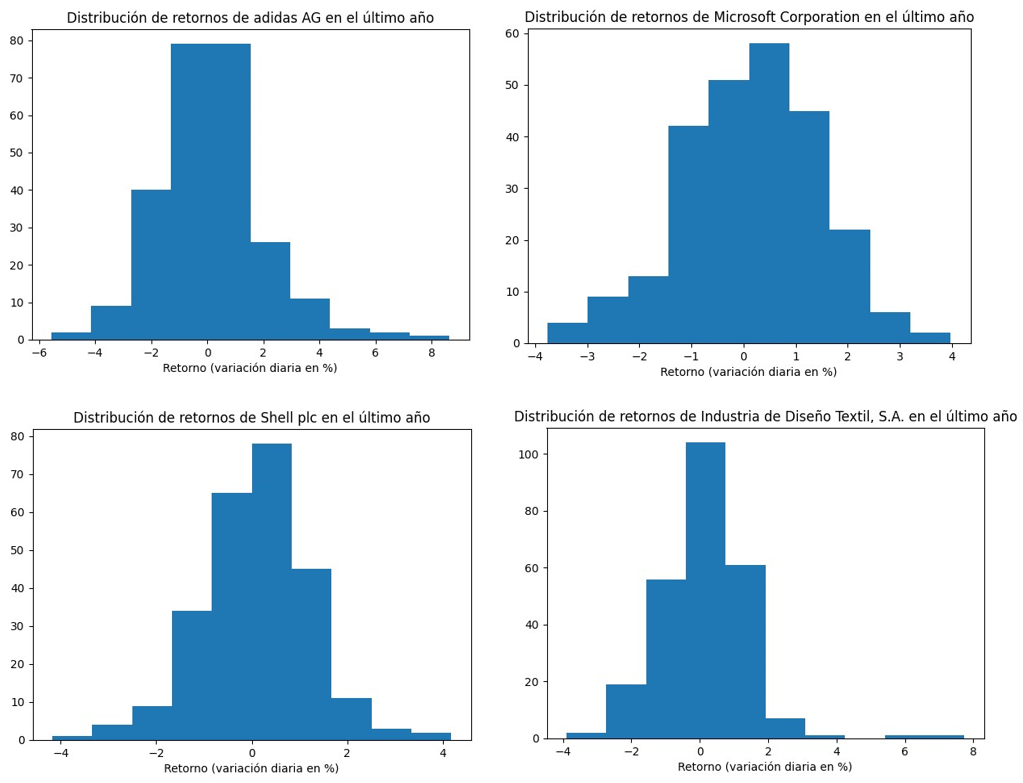 Distribución de retornos de adidas AG en el último año
80
70
60
50
40
30
20
10
0
−6 −4 −2 0 2 4 6 8
Retorno (variación diaria en %)
Distribución de retornos de Microsoft Corporation en el último año
60
50
40
30
20
10
0
−4 −3 −2 −1 0 1 2 3 4
Retorno (variación diaria en %)
Distribución de retornos de Shell plc en el último año
80
70
60
50
40
30
20
10
0
−4 −2 0 2 4
Retorno (variación diaria en %)
Distribución de retornos de Industria de Diseño Textil, S.A. en el último año
100
80
60
40
20
0
−4 −2 0 2 4 6 8
Retorno (variación diaria en %)